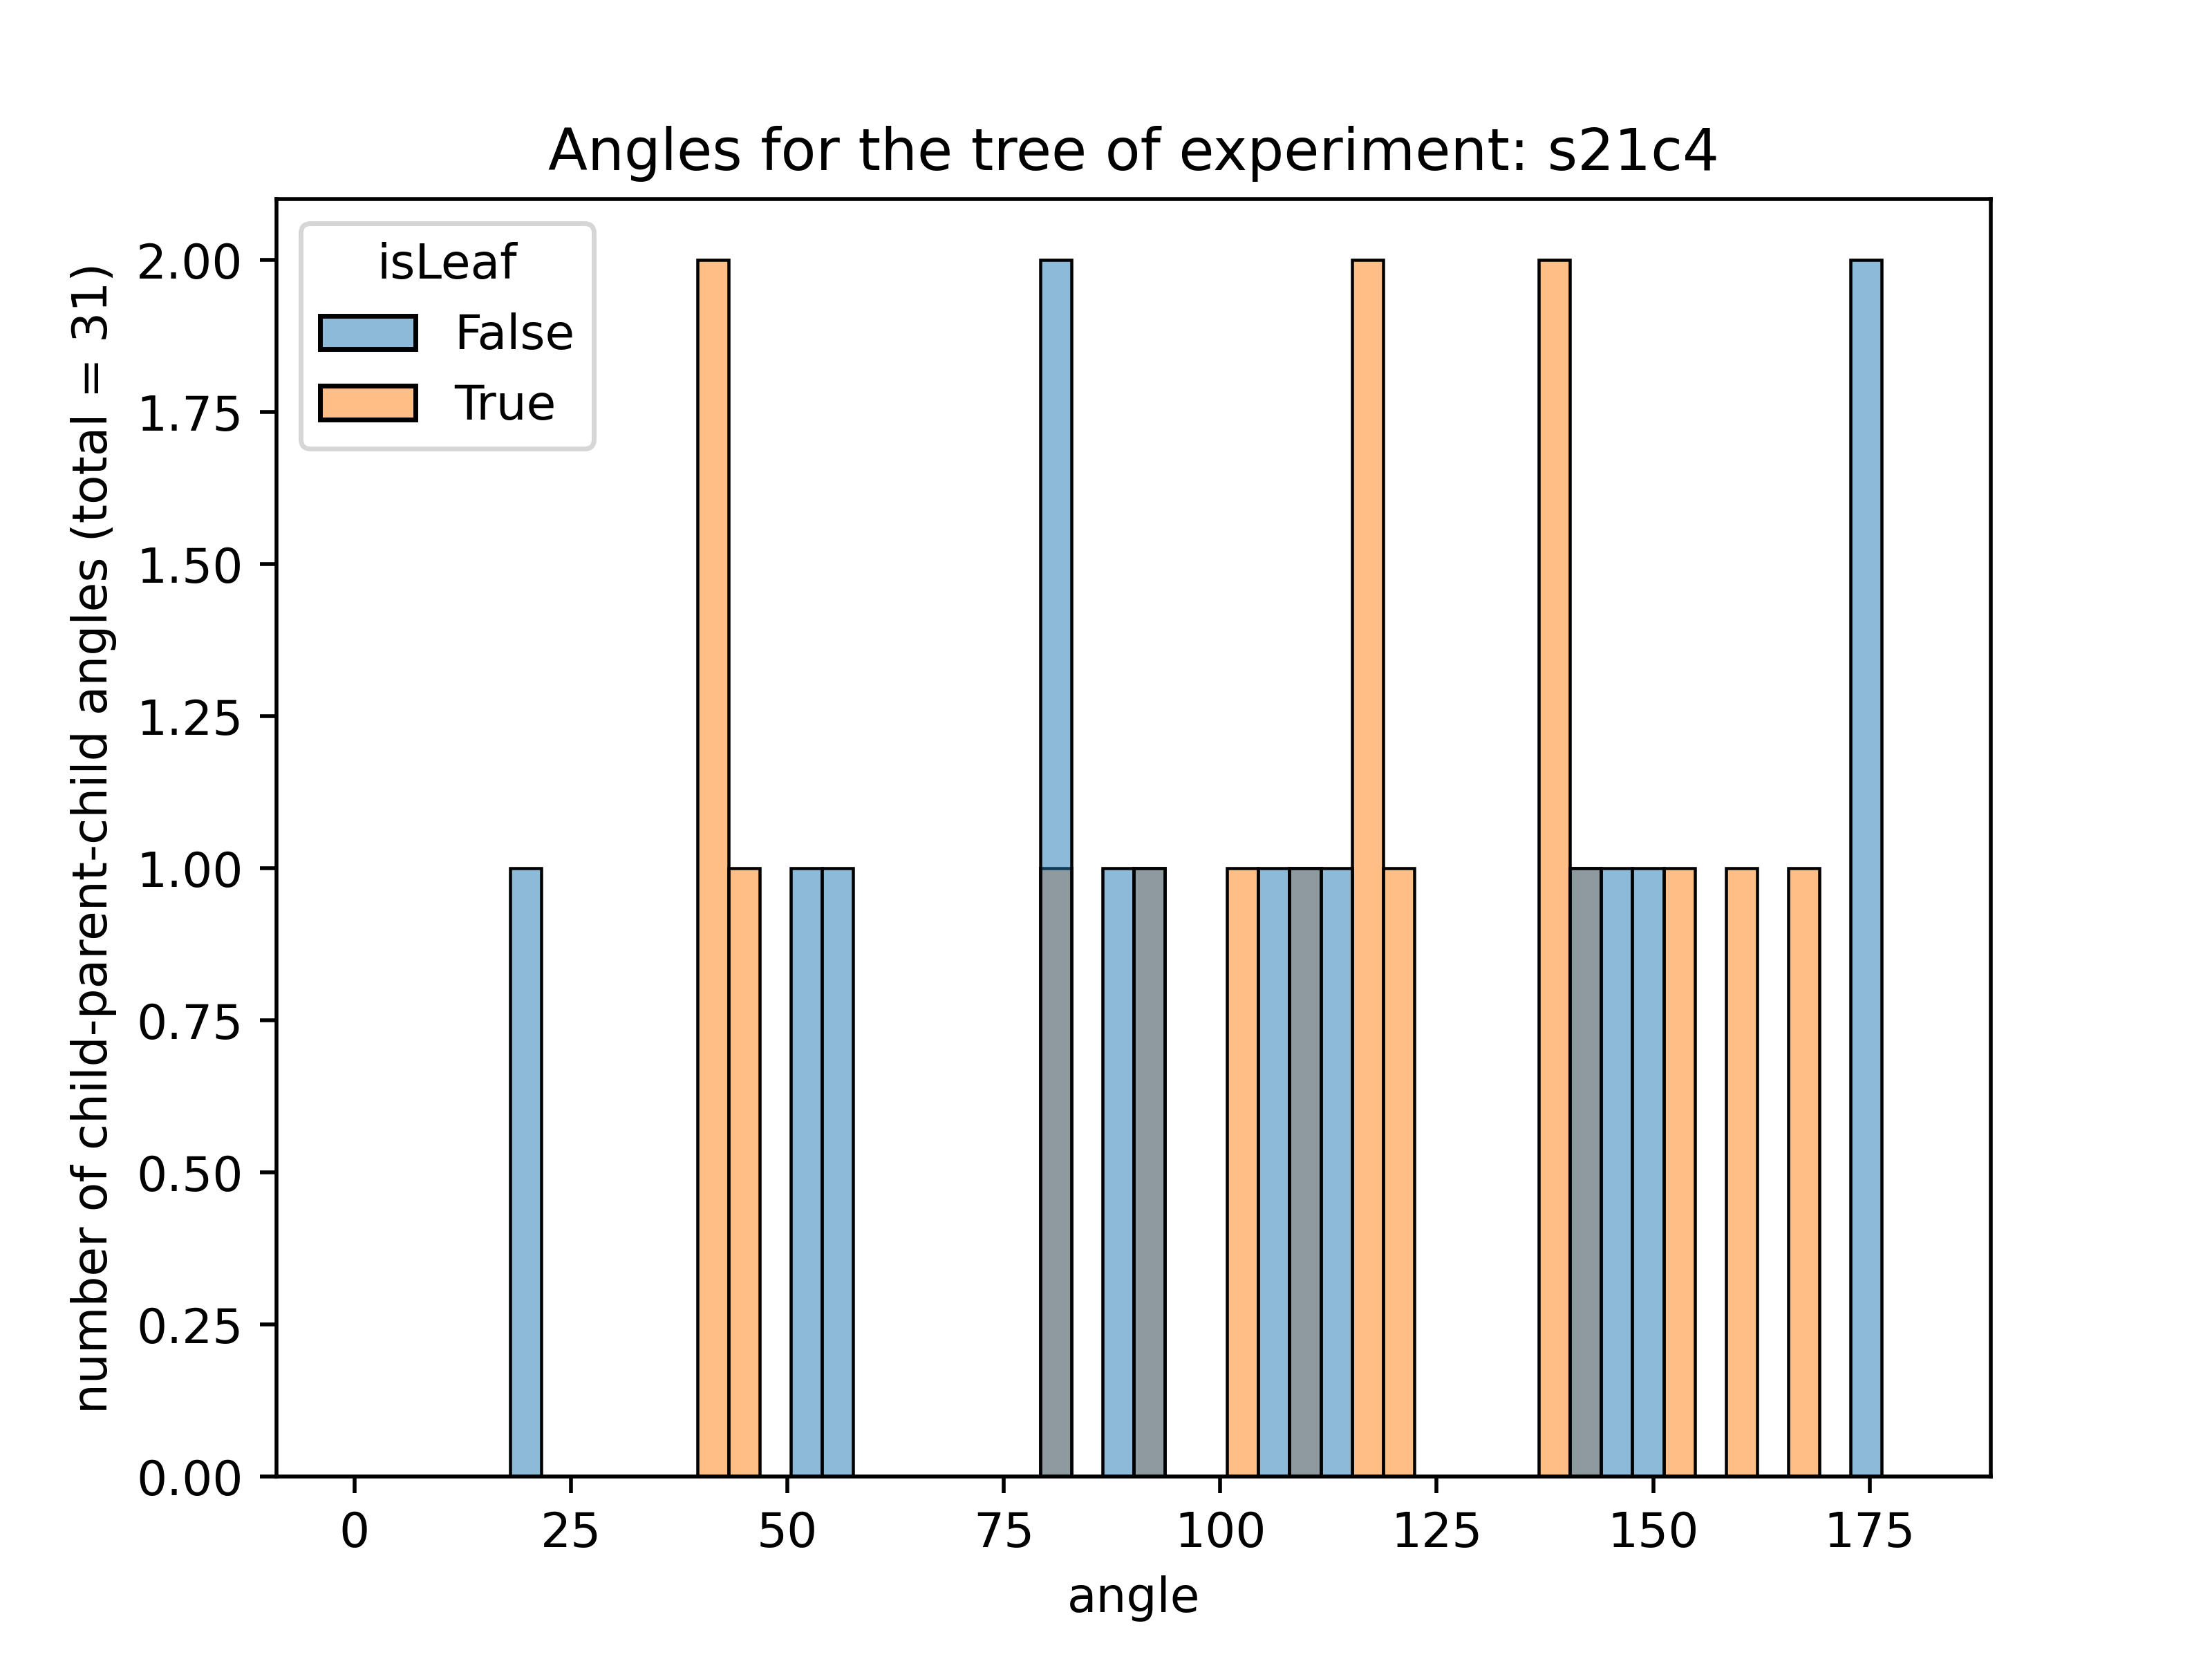 Angles for the tree of experiment: s21c4
isLeaf
False
True
number of child-parent-child angles (total = 31)
2.00
1.75
1.50
1.25
1.00
0.75
0.50
0.25
0.00
0 25 50 75 100 125 150 175
angle